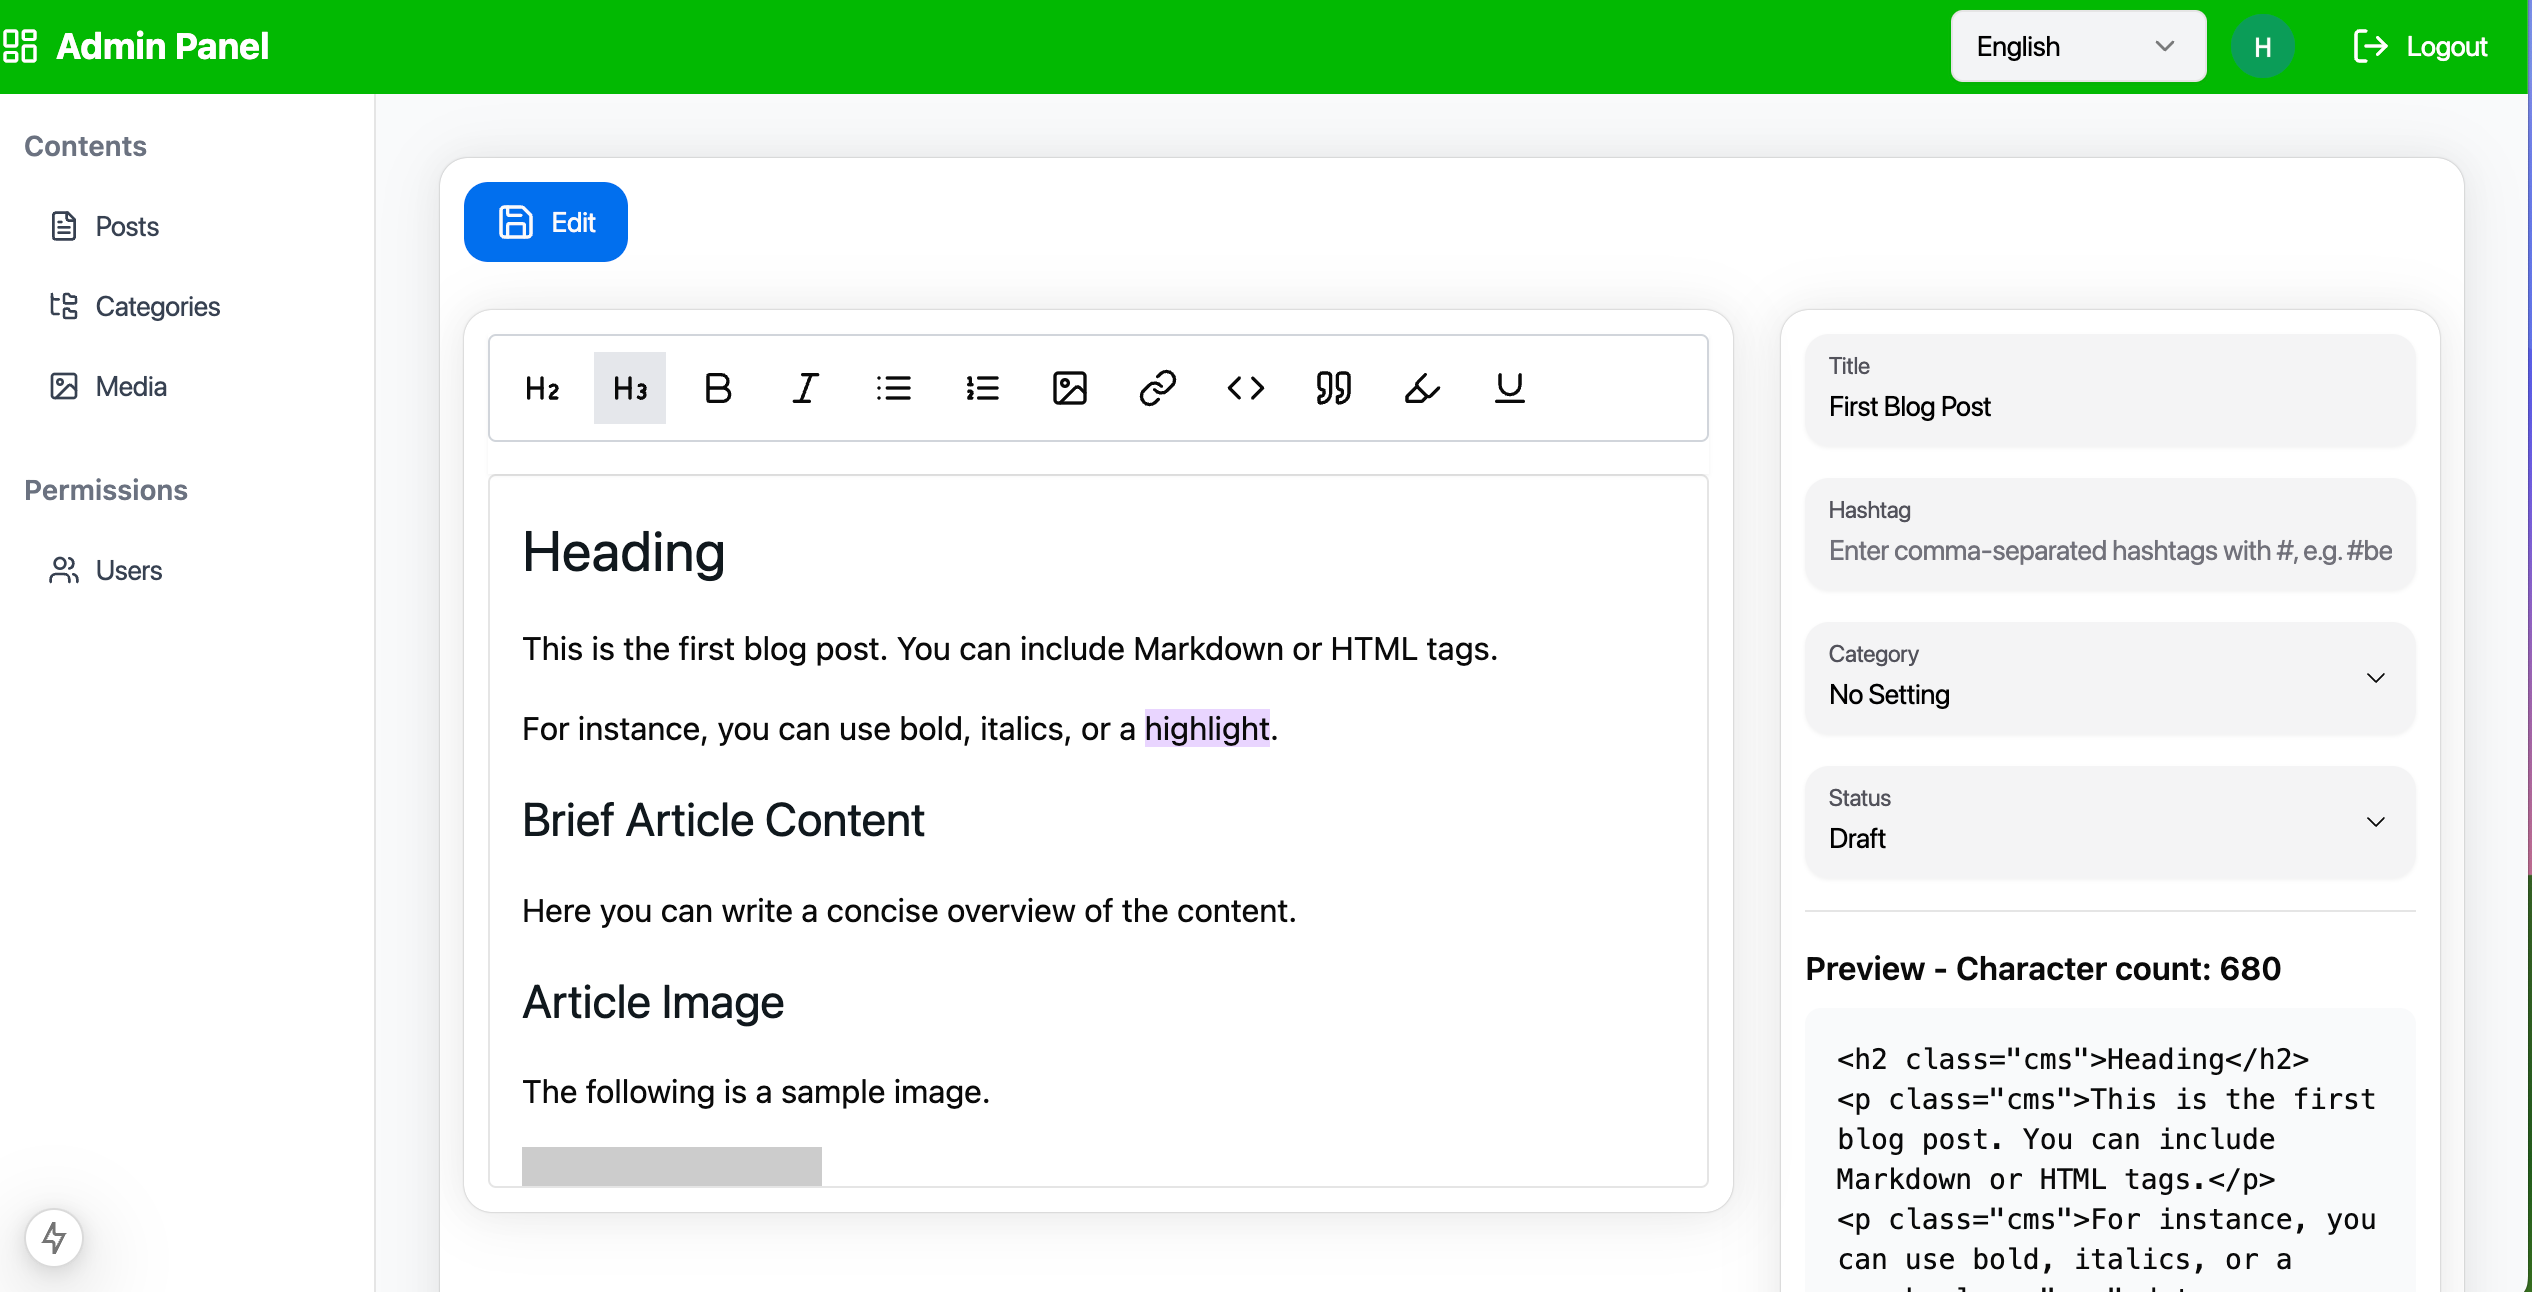 Admin Panel
English
H
Logout
Contents
Posts
Categories
Media
Permissions
Users
Edit
H2 H3 B I U
Heading
This is the first blog post. You can include Markdown or HTML tags.
For instance, you can use bold, italics, or a highlight.
Brief Article Content
Here you can write a concise overview of the content.
Article Image
The following is a sample image.
Title
First Blog Post
Hashtag
Enter comma-separated hashtags with #, e.g. #be
Category
No Setting
Status
Draft
Preview - Character count: 680
<h2 class="cms">Heading</h2>
<p class="cms">This is the first
blog post. You can include
Markdown or HTML tags.</p>
<p class="cms">For instance, you
can use bold, italics, or a